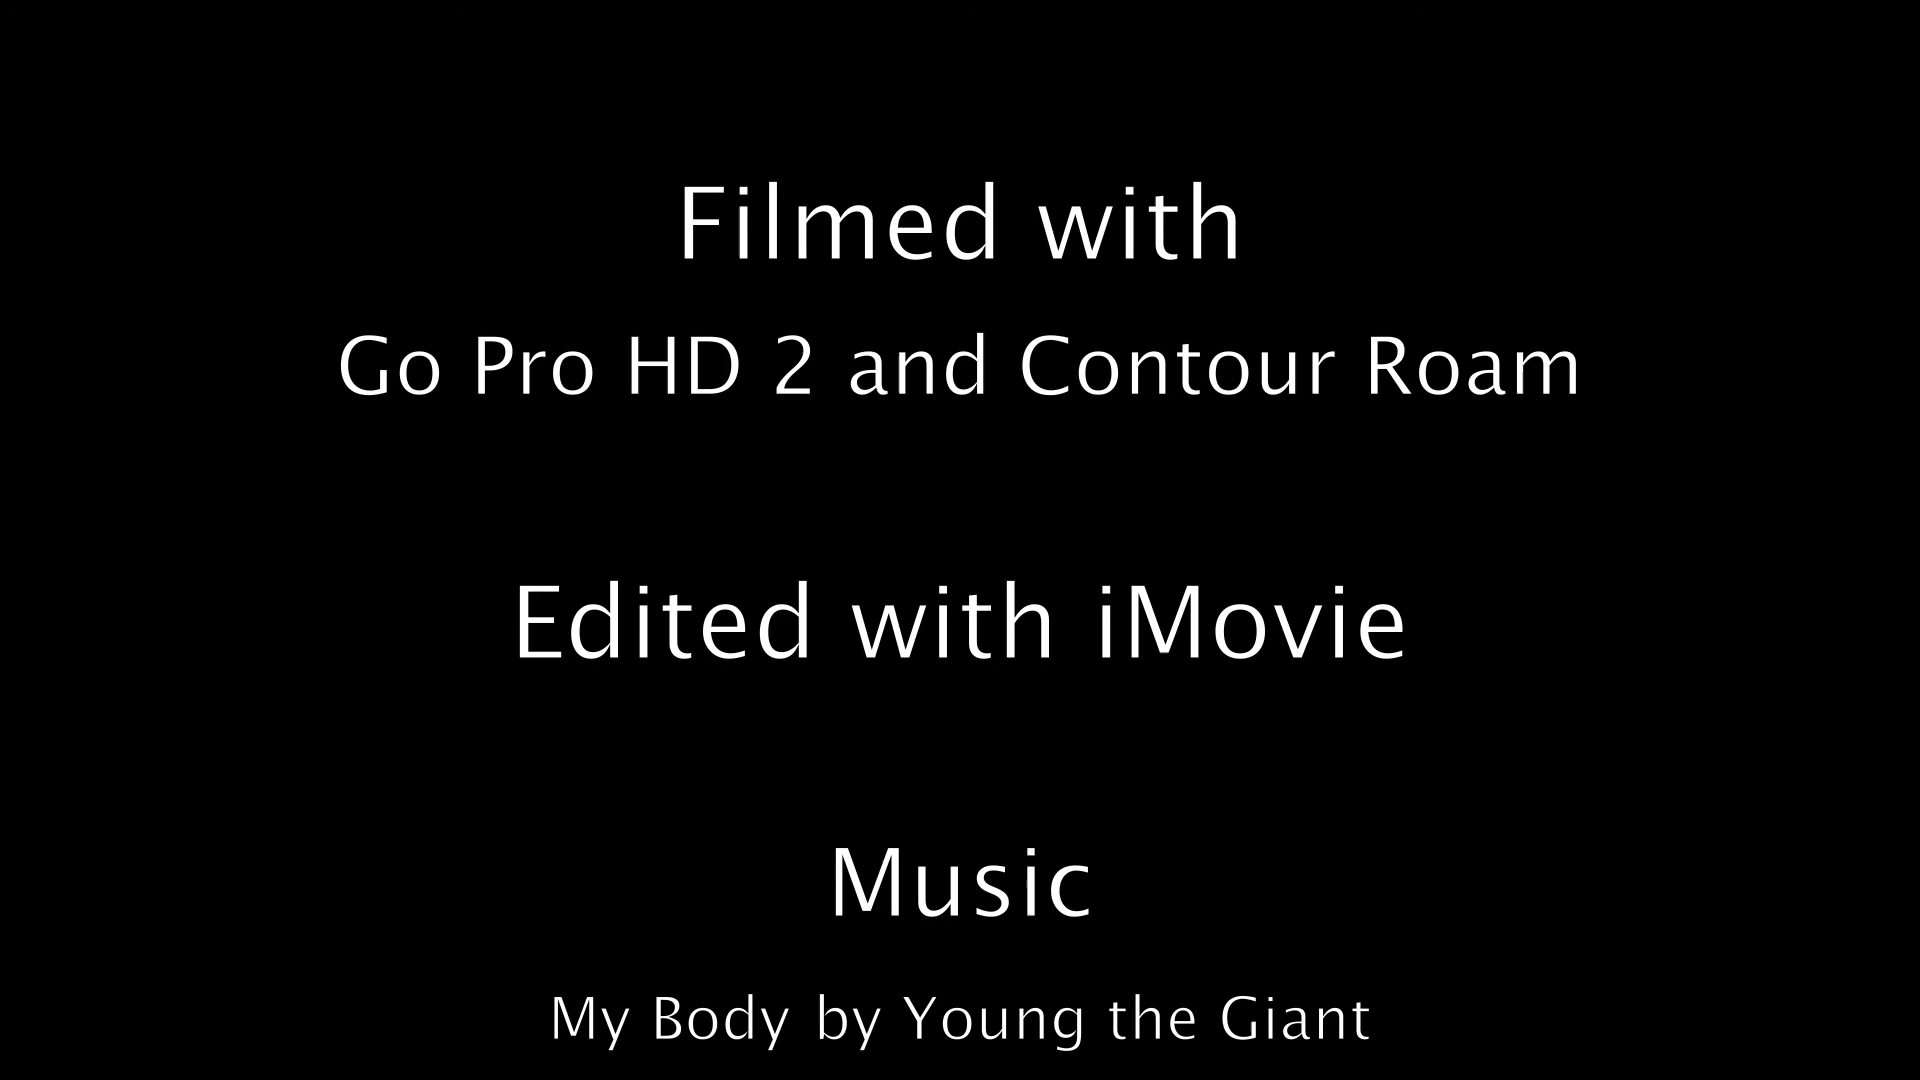 Filmed with
Go Pro HD 2 and Contour Roam
Edited with iMovie
Music
My Body by Young the Giant